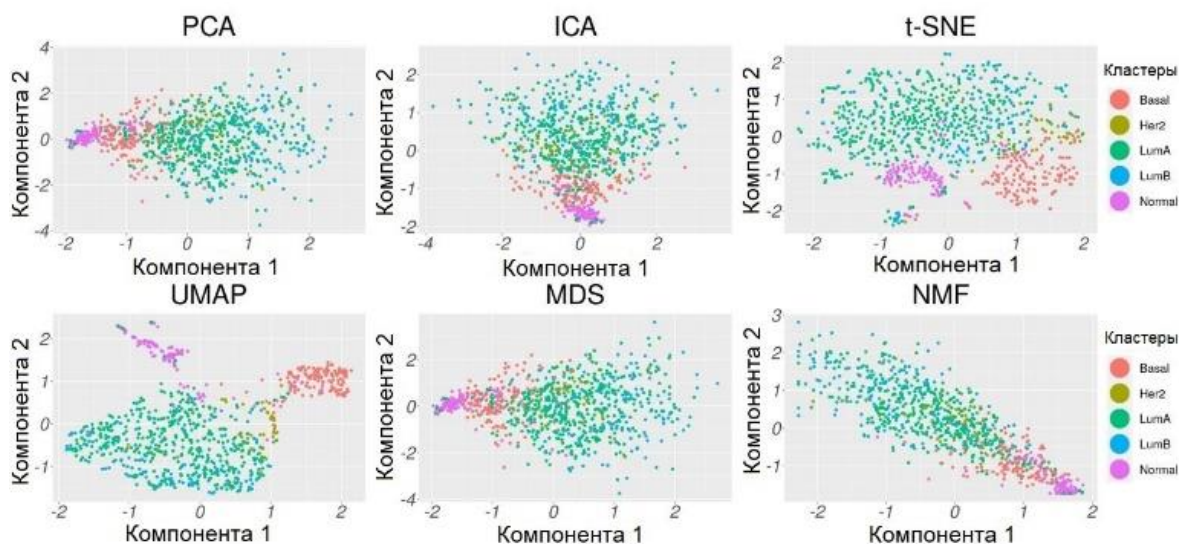 PCA
ICA
t-SNE
Компонента 2
4
2
0
-2
-4
-2
-1
0
1
2
Компонента 1
Компонента 2
2
1
0
-1
-2
-4
-2
0
2
Компонента 1
Компонента 2
2
1
0
-1
-2
-2
-1
0
1
2
Компонента 1
Кластеры
Basal
Her2
LumA
LumB
Normal
UMAP
MDS
NMF
Компонента 2
2
1
0
-1
-2
-1
0
1
2
Компонента 1
Компонента 2
2
0
-2
-4
-2
-1
0
1
2
Компонента 1
Компонента 2
3
2
1
0
-1
-2
-1
0
1
2
Компонента 1
Кластеры
Basal
Her2
LumA
LumB
Normal